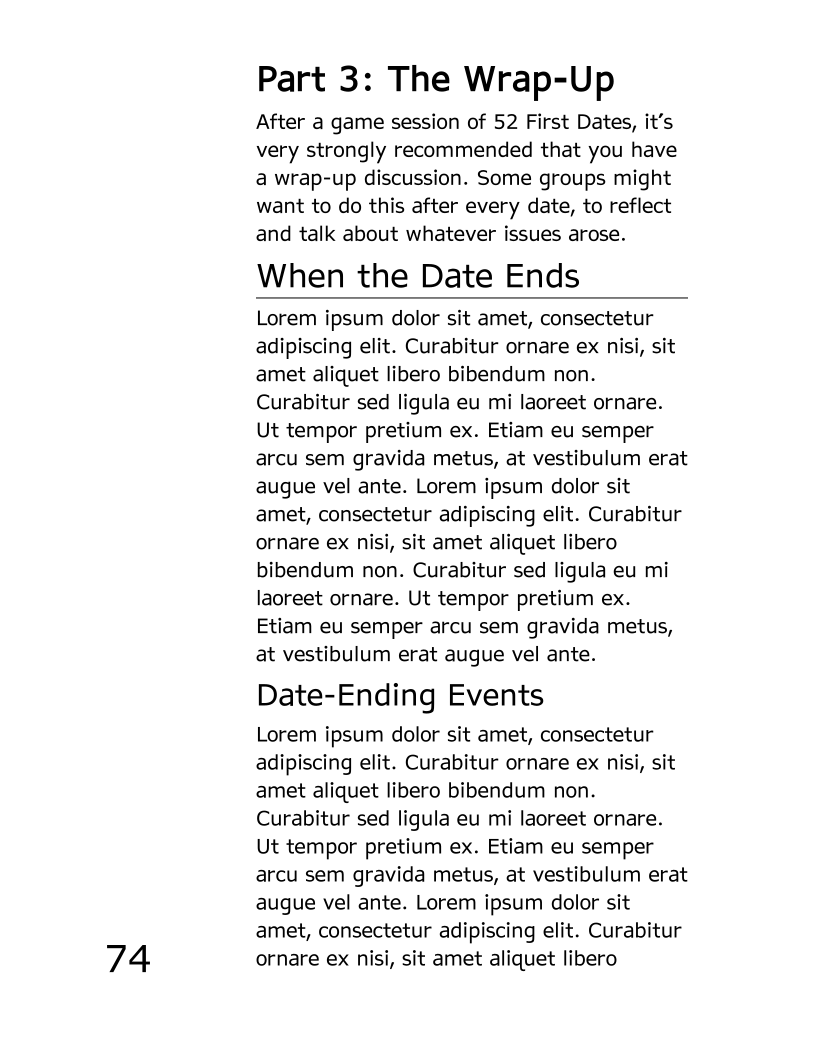 Part 3: The Wrap-Up
After a game session of 52 First Dates, it's
very strongly recommended that you have
a wrap-up discussion. Some groups might
want to do this after every date, to reflect
and talk about whatever issues arose.
When the Date Ends
Lorem ipsum dolor sit amet, consectetur
adipiscing elit. Curabitur ornare ex nisi, sit
amet aliquet libero bibendum non.
Curabitur sed ligula eu mi laoreet ornare.
Ut tempor pretium ex. Etiam eu semper
arcu sem gravida metus, at vestibulum erat
augue vel ante. Lorem ipsum dolor sit
amet, consectetur adipiscing elit. Curabitur
ornare ex nisi, sit amet aliquet libero
bibendum non. Curabitur sed ligula eu mi
laoreet ornare. Ut tempor pretium ex.
Etiam eu semper arcu sem gravida metus,
at vestibulum erat augue vel ante.
Date-Ending Events
Lorem ipsum dolor sit amet, consectetur
adipiscing elit. Curabitur ornare ex nisi, sit
amet aliquet libero bibendum non.
Curabitur sed ligula eu mi laoreet ornare.
Ut tempor pretium ex. Etiam eu semper
arcu sem gravida metus, at vestibulum erat
augue vel ante. Lorem ipsum dolor sit
amet, consectetur adipiscing elit. Curabitur
ornare ex nisi, sit amet aliquet libero
74